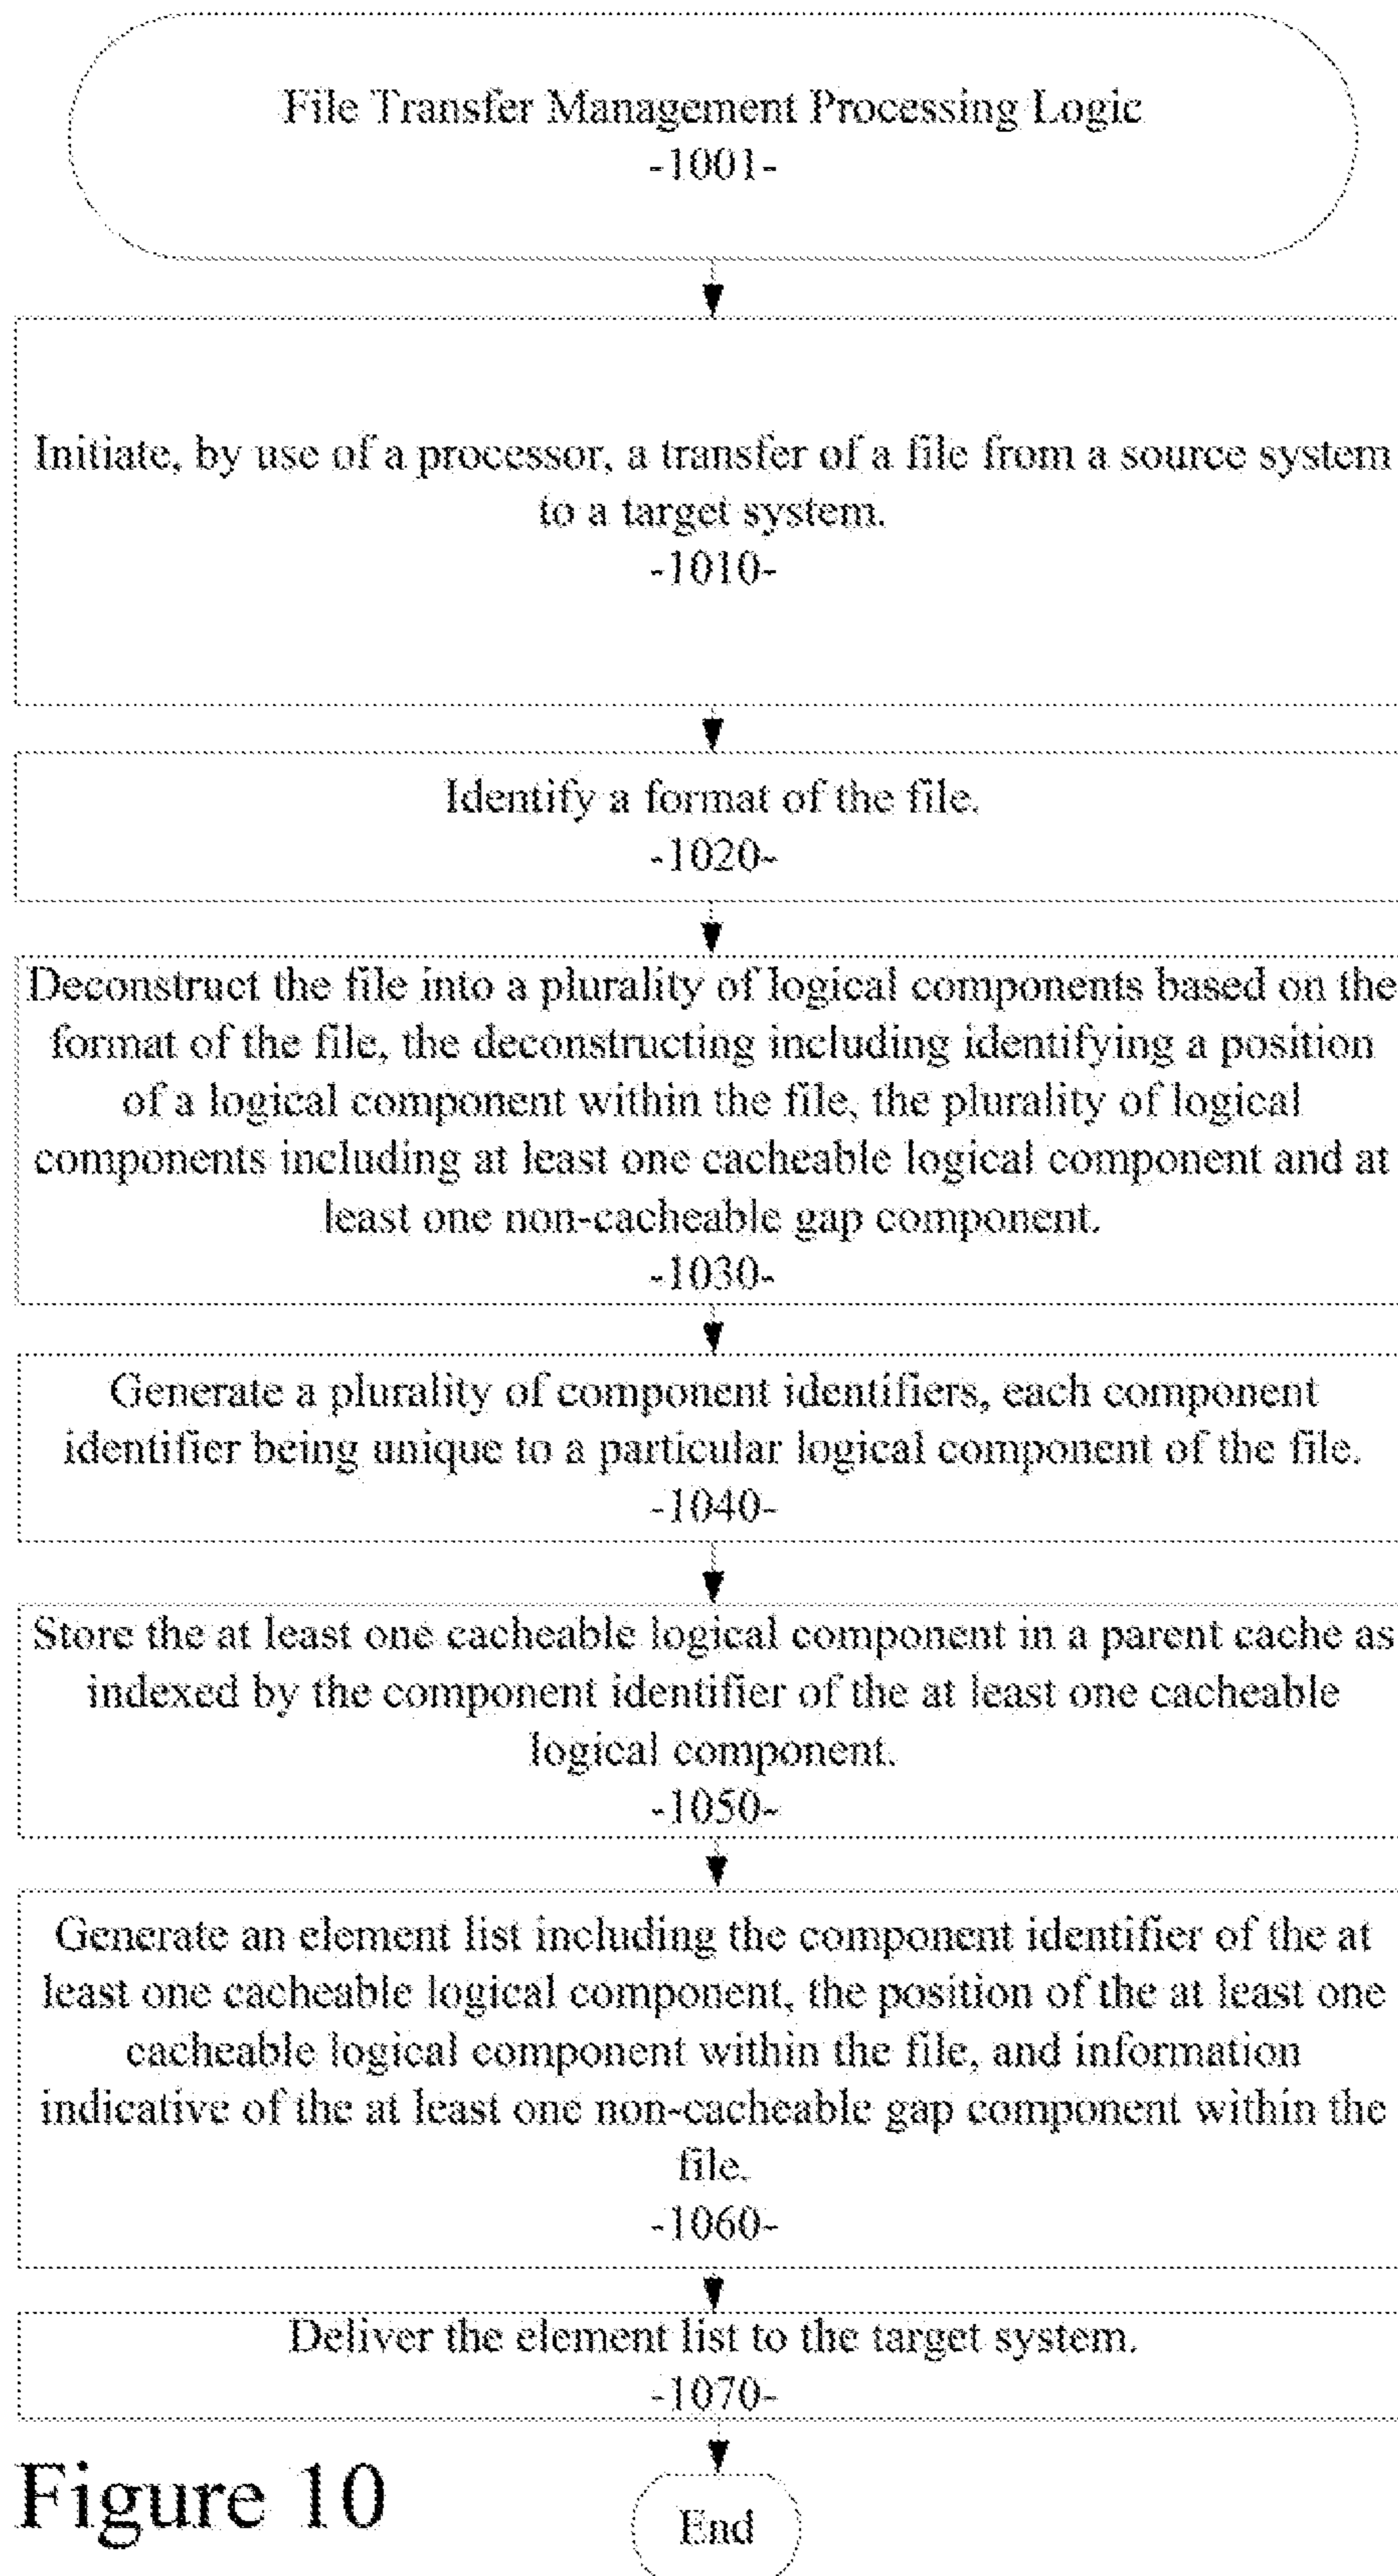 File Transfer Management Processing Logic
-1001-
Initiate, by use of a processor, a transfer of a file from a source system
to a target system.
-1010-
Identify a format of the file.
-1020-
Deconstruct the file into a plurality of logical components based on the
format of the file, the deconstructing including identifying a position
of a logical component within the file, the plurality of logical
components including at least one cacheable logical component and at
least one non-cacheable gap component.
-1030-
Generate a plurality of component identifiers, each component
identifier being unique to a particular logical component of the file.
-1040-
Store the at least one cacheable logical component in a parent cache as
indexed by the component identifier of the at least one cacheable
logical component.
-1050-
Generate an element list including the component identifier of the at
least one cacheable logical component, the position of the at least one
cacheable logical component within the file, and information
indicative of the at least one non-cacheable gap component within the
file.
-1060-
Deliver the element list to the target system.
-1070-
Figure 10
End